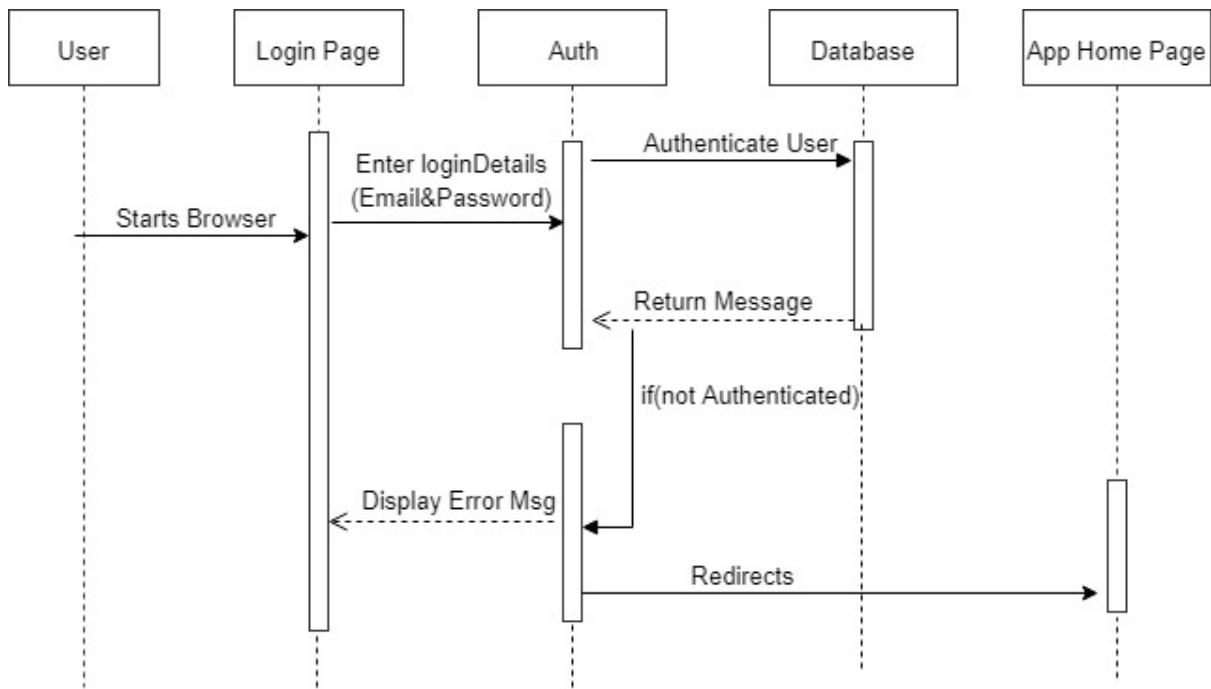 User
Login Page
Auth
Database
App Home Page
Authenticate User
Enter loginDetails
(Email&Password)
Starts Browser
Return Message
if(not Authenticated)
Display Error Msg
Redirects